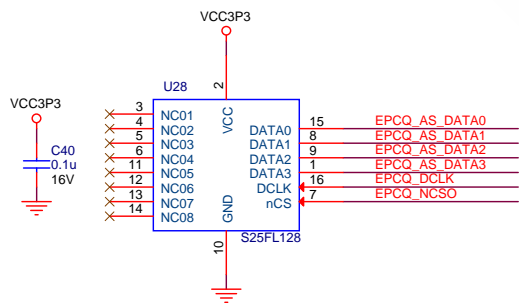 VCC3P3
VCC3P3
C40
0.1u
16V
U28
2
VCC
3 NC01
4 NC02
5 NC03
6 NC04
11 NC05
12 NC06
13 NC07
14 NC08
DATA0 15 EPCQ_AS_DATA0
DATA1 8 EPCQ_AS_DATA1
DATA2 9 EPCQ_AS_DATA2
DATA3 1 EPCQ_AS_DATA3
DCLK 16 EPCQ_DCLK
nCS 7 EPCQ_NCSO
GND
10
S25FL128